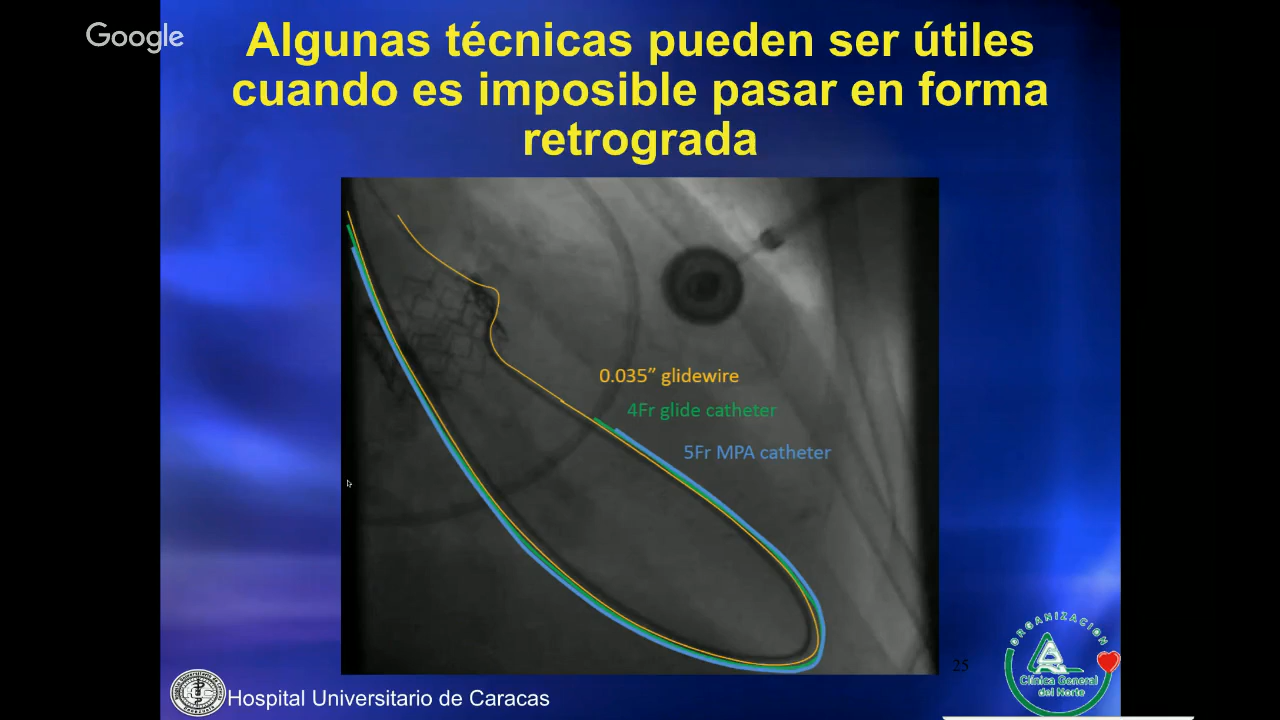 Google
Algunas técnicas pueden ser útiles
cuando es imposible pasar en forma
retrograda
0.035” glidewire
4Fr glide catheter
5Fr MPA catheter
25
ORGANIZACION
Clínica General
del Norte
Hospital Universitario de Caracas